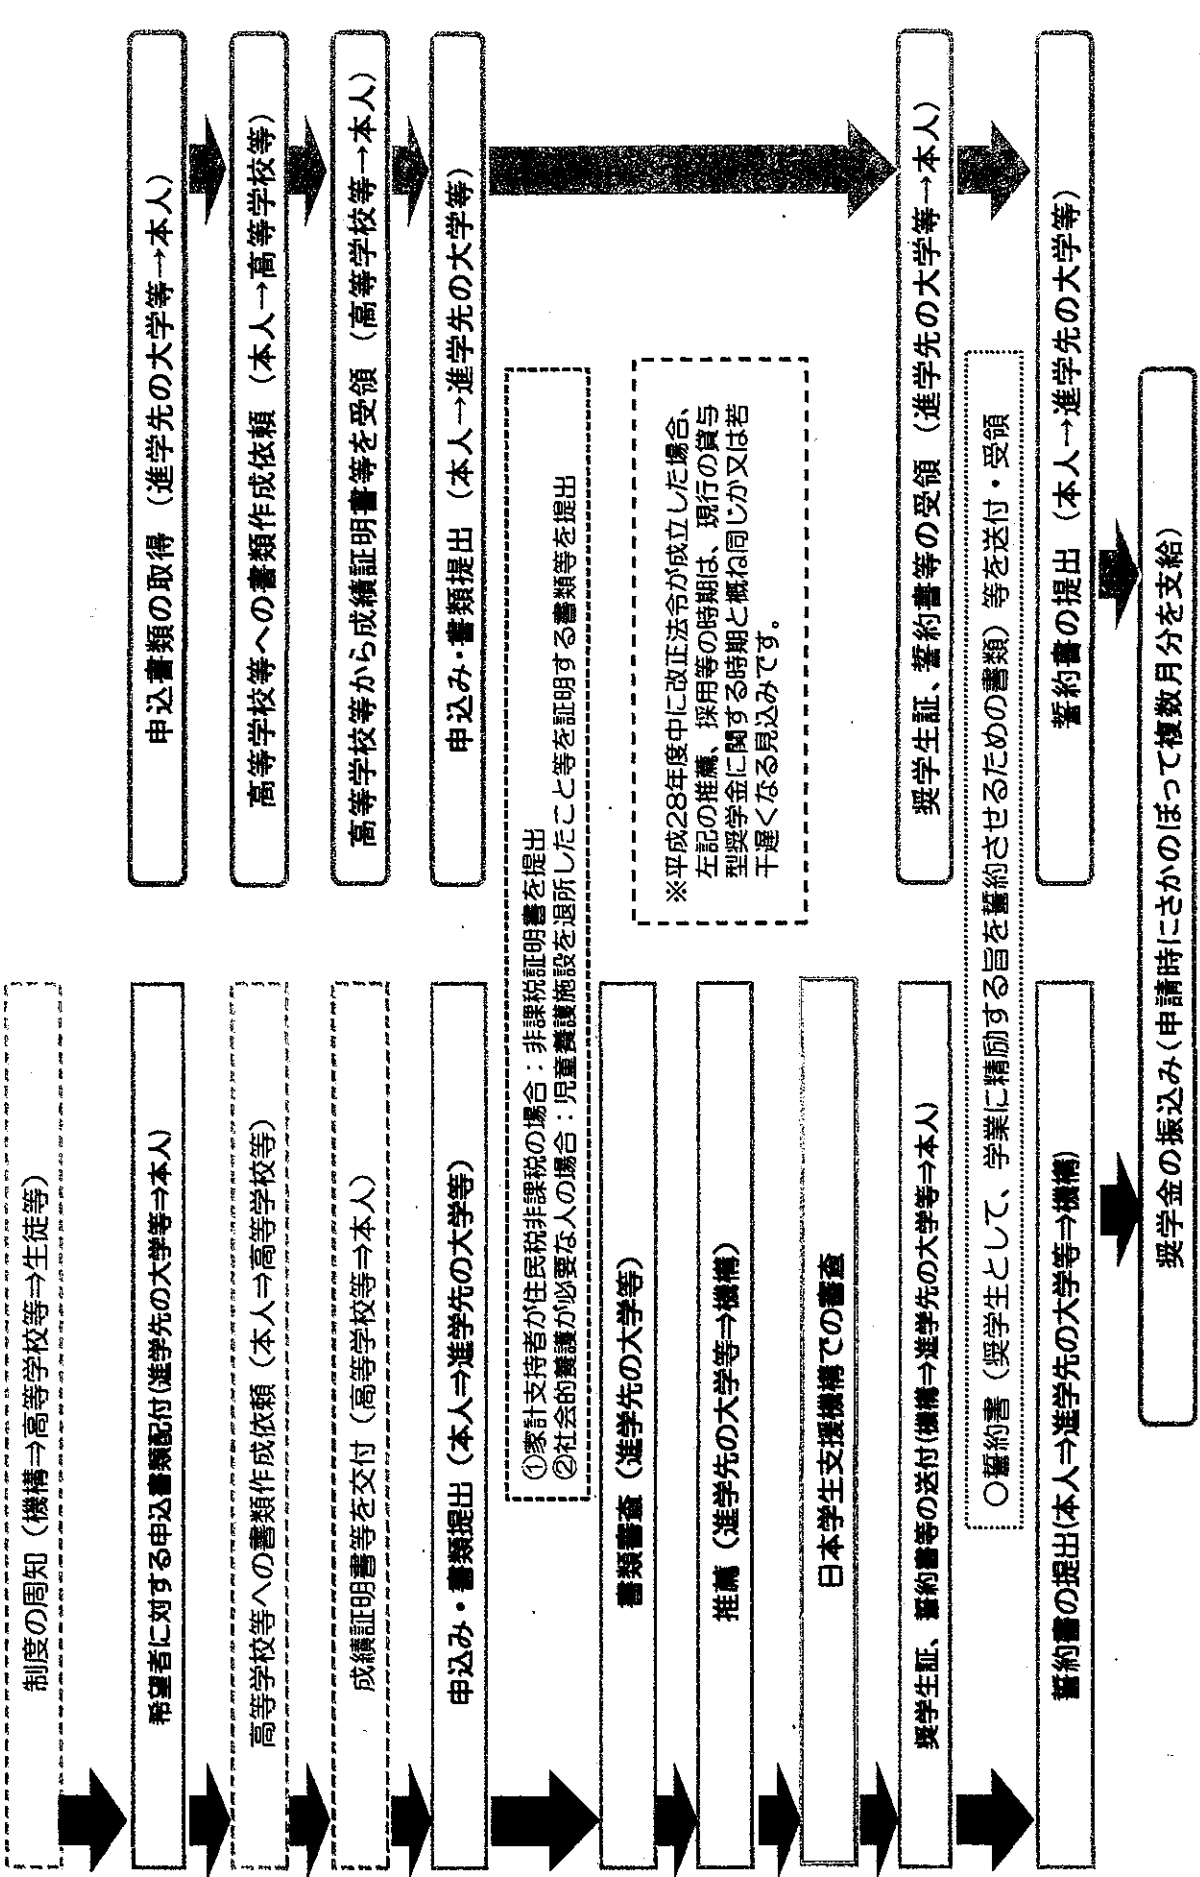 制度の周知（機構⇒高等学校等⇒生徒等）
希望者に対する申込書類配付(進学先の大学等⇒本人)
高等学校等への書類作成依頼（本人⇒高等学校等）
成績証明書等を交付（高等学校等⇒本人）
申込み・書類提出（本人⇒進学先の大学等）
申込書類の取得（進学先の大学等→本人）
高等学校等への書類作成依頼（本人→高等学校等）
高等学校等から成績証明書等を受領（高等学校等→本人）
申込み・書類提出（本人→進学先の大学等）
①家計支持者が住民税非課税の場合：非課税証明書を提出
②社会的養護が必要な人の場合：児童養護施設を退所したこと等を証明する書類等を提出
書類審査（進学先の大学等）
推薦（進学先の大学等⇒機構）
日本学生支援機構での審査
※平成28年度中に改正法令が成立した場合、
左記の推薦、採用等の時期は、現行の貸与
型奨学金に関する時期と概ね同じか又は若
干遅くなる見込みです。
奨学生証、誓約書等の送付(機構⇒進学先の大学等⇒本人)
奨学生証、誓約書等の受領（進学先の大学等→本人）
〇誓約書（奨学生として、学業に精励する旨を誓約させるための書類）等を送付・受領
誓約書の提出(本人⇒進学先の大学等⇒機構)
誓約書の提出（本人→進学先の大学等）
奨学金の振込み（申請時にさかのぼって複数月分を支給）